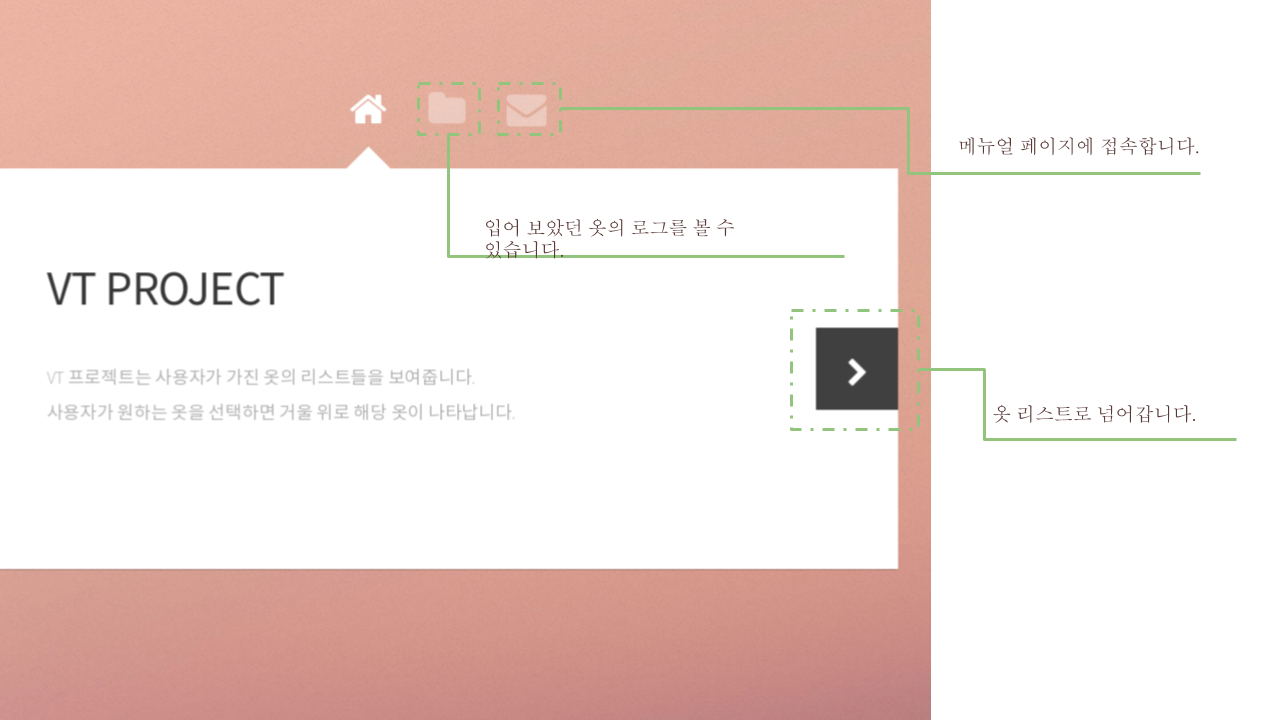 메뉴얼 페이지에 접속합니다.
입어 보았던 옷의 로그를 볼 수
있습니다.
VT PROJECT
VT 프로젝트는 사용자가 가진 옷의 리스트들을 보여줍니다.
사용자가 원하는 옷을 선택하면 거울 위로 해당 옷이 나타납니다.
옷 리스트로 넘어갑니다.